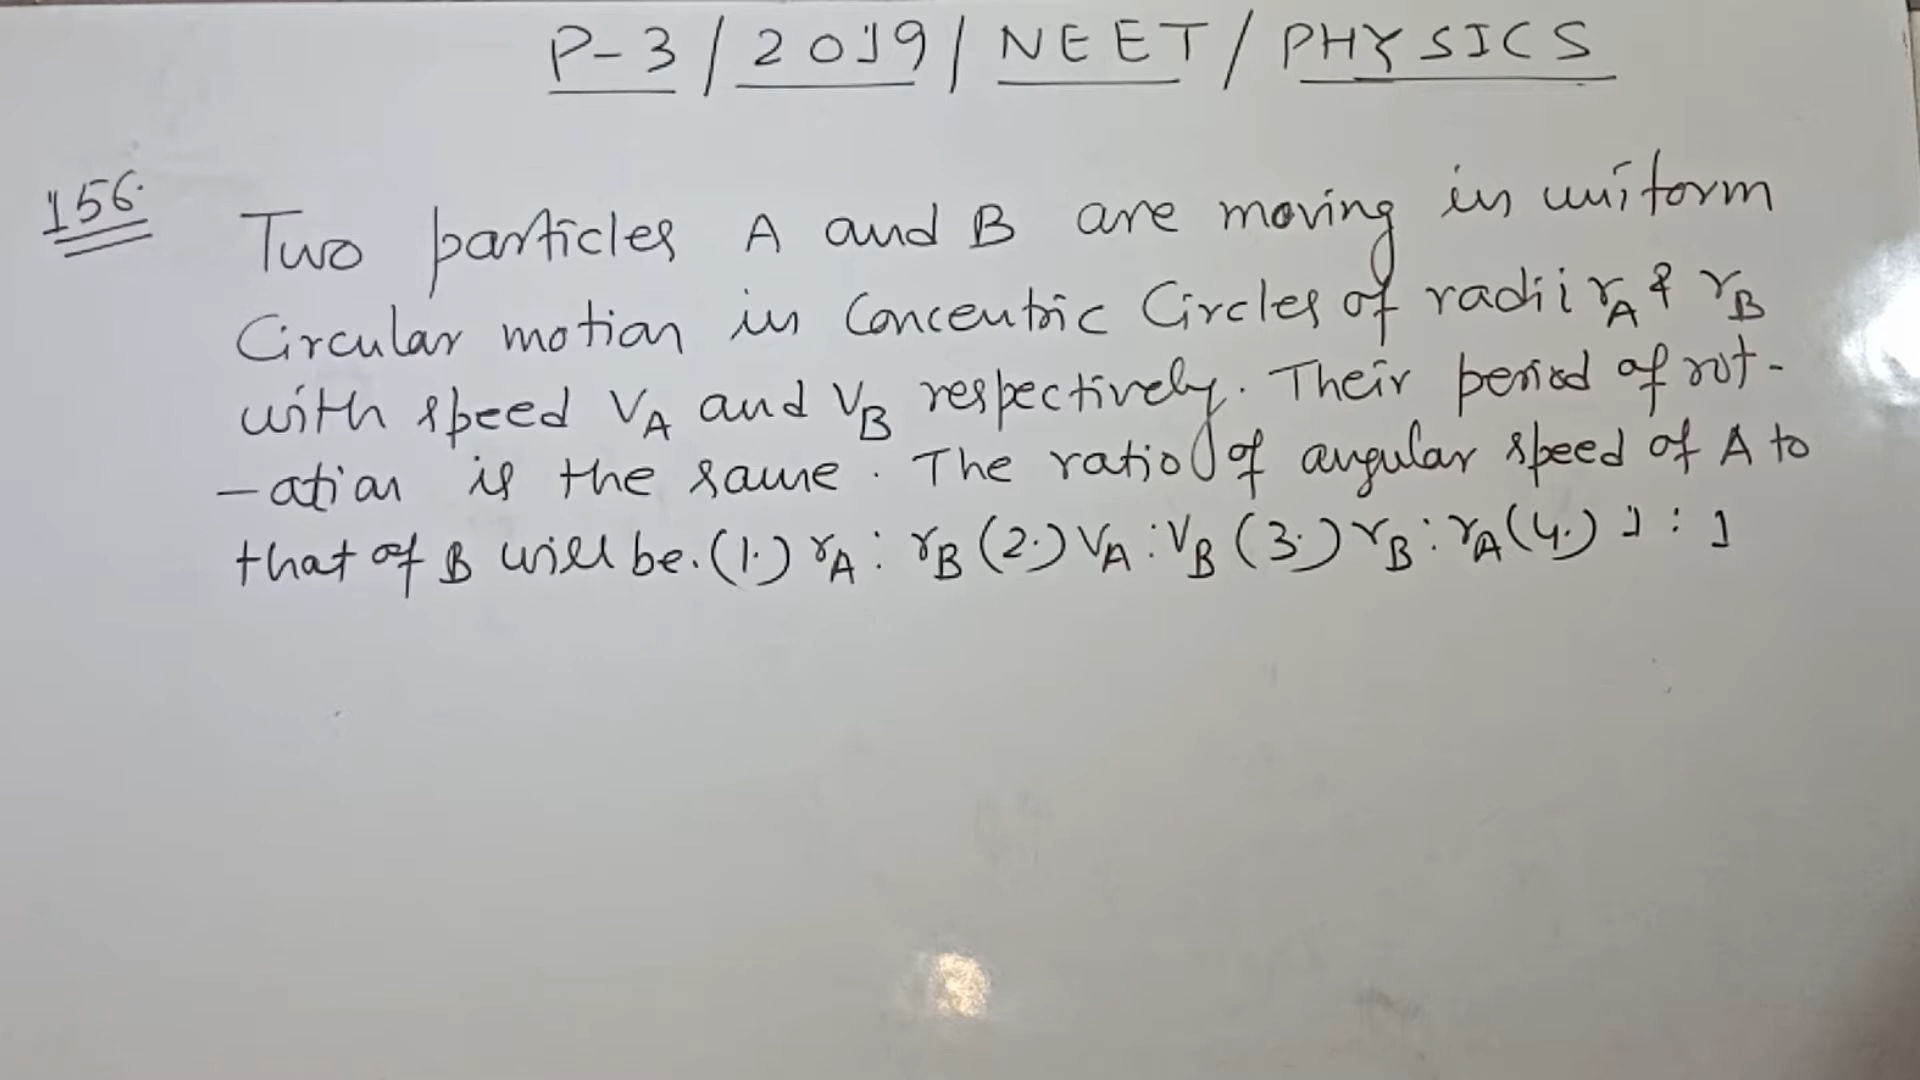 P-3/2019/NEET/PHYSICS
156. Two particles A and B are moving in uniform
Circular motion in Concentric Circles of radii rA & rB
with speed VA and VB respectively. Their period of rot-
-ation is the same. The ratio of angular speed of A to
that of B will be. (1.) rA : rB (2.) VA : VB (3.) rB : rA (4.) 1 : 1